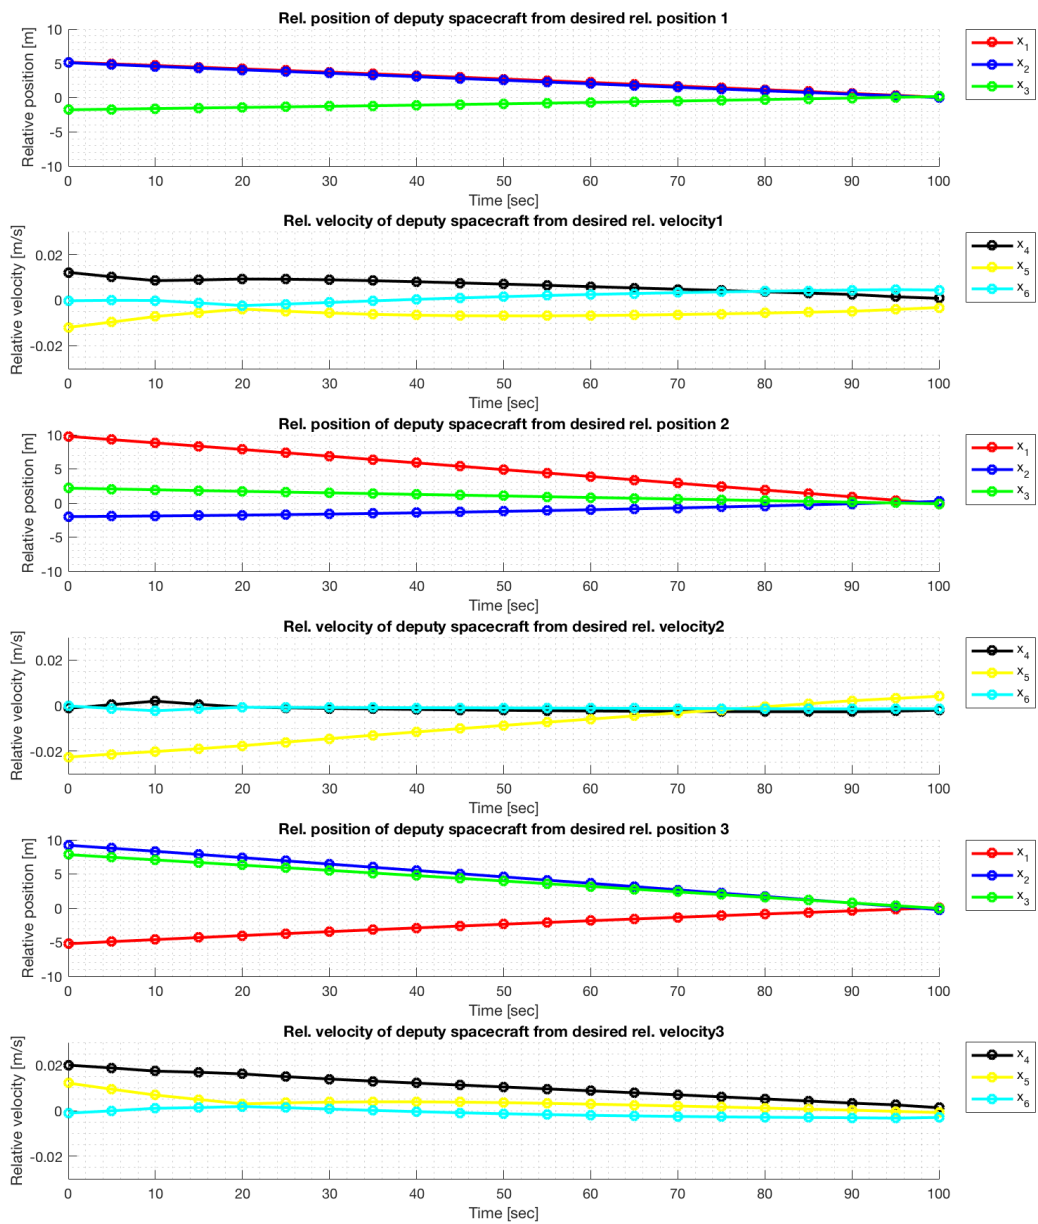 Rel. position of deputy spacecraft from desired rel. position 1
Relative position [m]
10
5
0
-5
-10
0 10 20 30 40 50 60 70 80 90 100
Time [sec]
x1
x2
x3
Rel. velocity of deputy spacecraft from desired rel. velocity1
Relative velocity [m/s]
0.02
0
-0.02
0 10 20 30 40 50 60 70 80 90 100
Time [sec]
x4
x5
x6
Rel. position of deputy spacecraft from desired rel. position 2
Relative position [m]
10
5
0
-5
-10
0 10 20 30 40 50 60 70 80 90 100
Time [sec]
x1
x2
x3
Rel. velocity of deputy spacecraft from desired rel. velocity2
Relative velocity [m/s]
0.02
0
-0.02
0 10 20 30 40 50 60 70 80 90 100
Time [sec]
x4
x5
x6
Rel. position of deputy spacecraft from desired rel. position 3
Relative position [m]
10
5
0
-5
-10
0 10 20 30 40 50 60 70 80 90 100
Time [sec]
x1
x2
x3
Rel. velocity of deputy spacecraft from desired rel. velocity3
Relative velocity [m/s]
0.02
0
-0.02
0 10 20 30 40 50 60 70 80 90 100
Time [sec]
x4
x5
x6